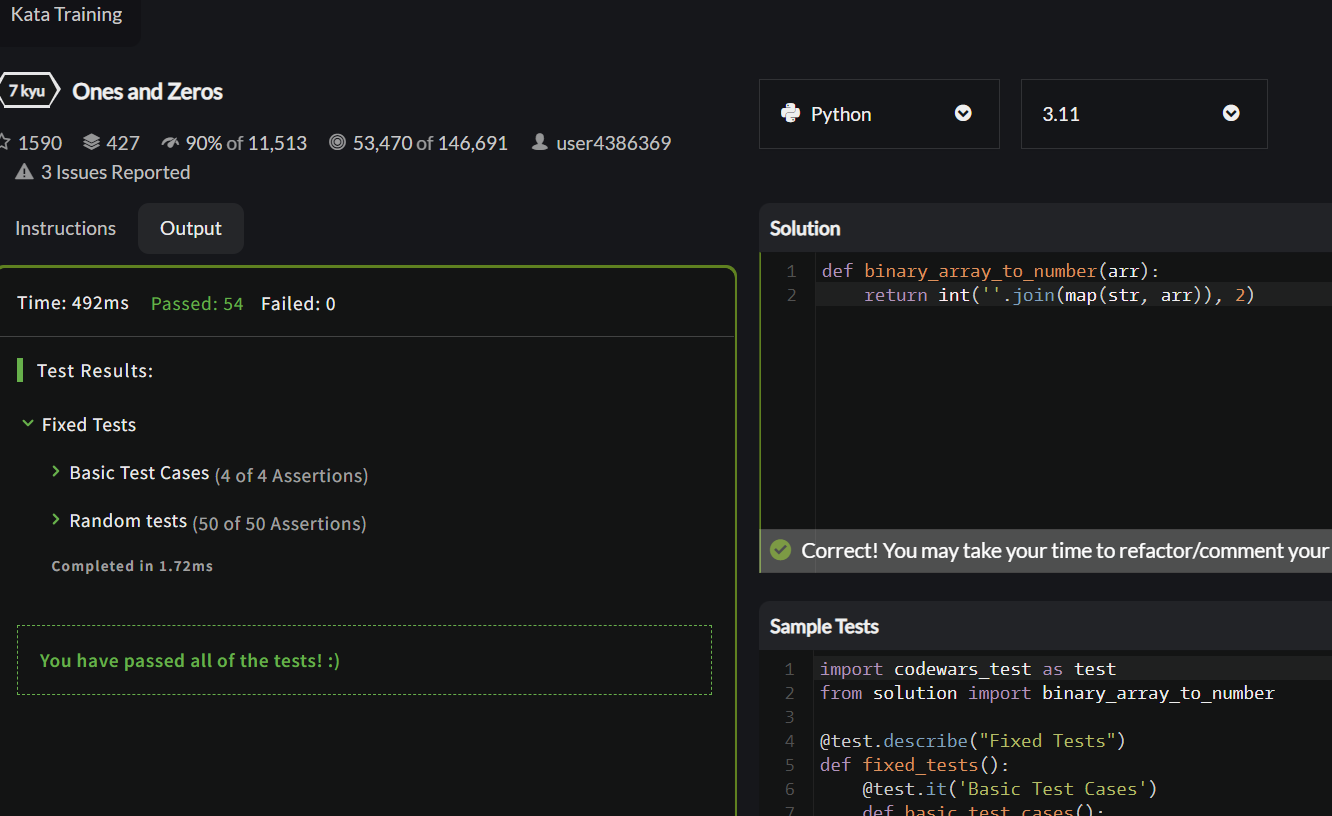 Kata Training
7 kyu Ones and Zeros
1590 427 90% of 11,513 53,470 of 146,691 user4386369
3 Issues Reported
Instructions Output
Time: 492ms Passed: 54 Failed: 0
Test Results:
Fixed Tests
Basic Test Cases (4 of 4 Assertions)
Random tests (50 of 50 Assertions)
Completed in 1.72ms
You have passed all of the tests! :)
Python 3.11
Solution
1 def binary_array_to_number(arr):
2     return int(''.join(map(str, arr)), 2)
Correct! You may take your time to refactor/comment your
Sample Tests
1 import codewars_test as test
2 from solution import binary_array_to_number
3
4 @test.describe("Fixed Tests")
5 def fixed_tests():
6     @test.it('Basic Test Cases')
7     def basic_test_cases():